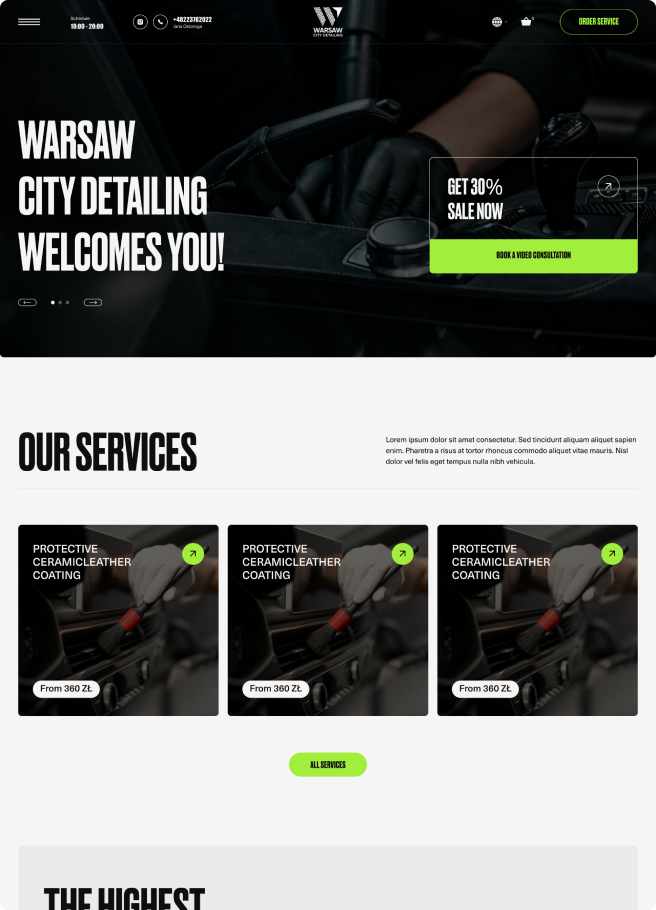 Schedule
10:00 - 20:00
+48223762022
Jana Ostoroga
WARSAW
CITY DETAILING
0
ORDER SERVICE
WARSAW
CITY DETAILING
WELCOMES YOU!
GET 30%
SALE NOW
BOOK A VIDEO CONSULTATION
OUR SERVICES
Lorem ipsum dolor sit amet consectetur. Sed tincidunt aliquam aliquet sapien
enim. Pharetra a risus at tortor rhoncus commodo aliquet vitae mauris. Nisl
dolor vel felis eget tempus nulla nibh vehicula.
PROTECTIVE
CERAMICLEATHER
COATING
From 360 ZŁ
PROTECTIVE
CERAMICLEATHER
COATING
From 360 ZŁ
PROTECTIVE
CERAMICLEATHER
COATING
From 360 ZŁ
ALL SERVICES
THE HIGHEST